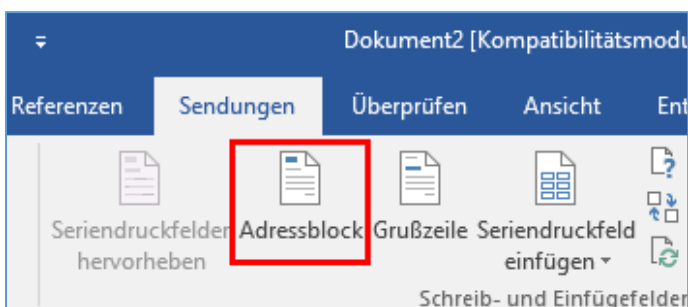 Dokument2 [Kompatibilitätsmodu
Referenzen Sendungen Überprüfen Ansicht Ent
Seriendruckfelder Adressblock Grußzeile Seriendruckfeld
hervorheben einfügen
Schreib- und Einfügefelder